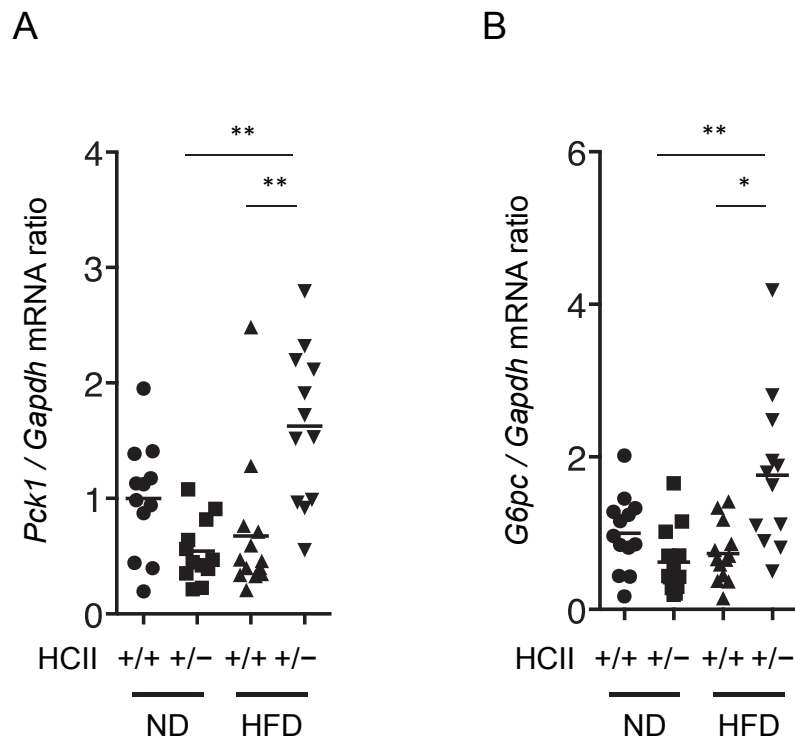 A
Pck1 / Gapdh mRNA ratio
4
3
2
1
0
**
**
HCII +/+ +/− +/+ +/−
ND HFD
B
G6pc / Gapdh mRNA ratio
6
4
2
0
**
*
HCII +/+ +/− +/+ +/−
ND HFD